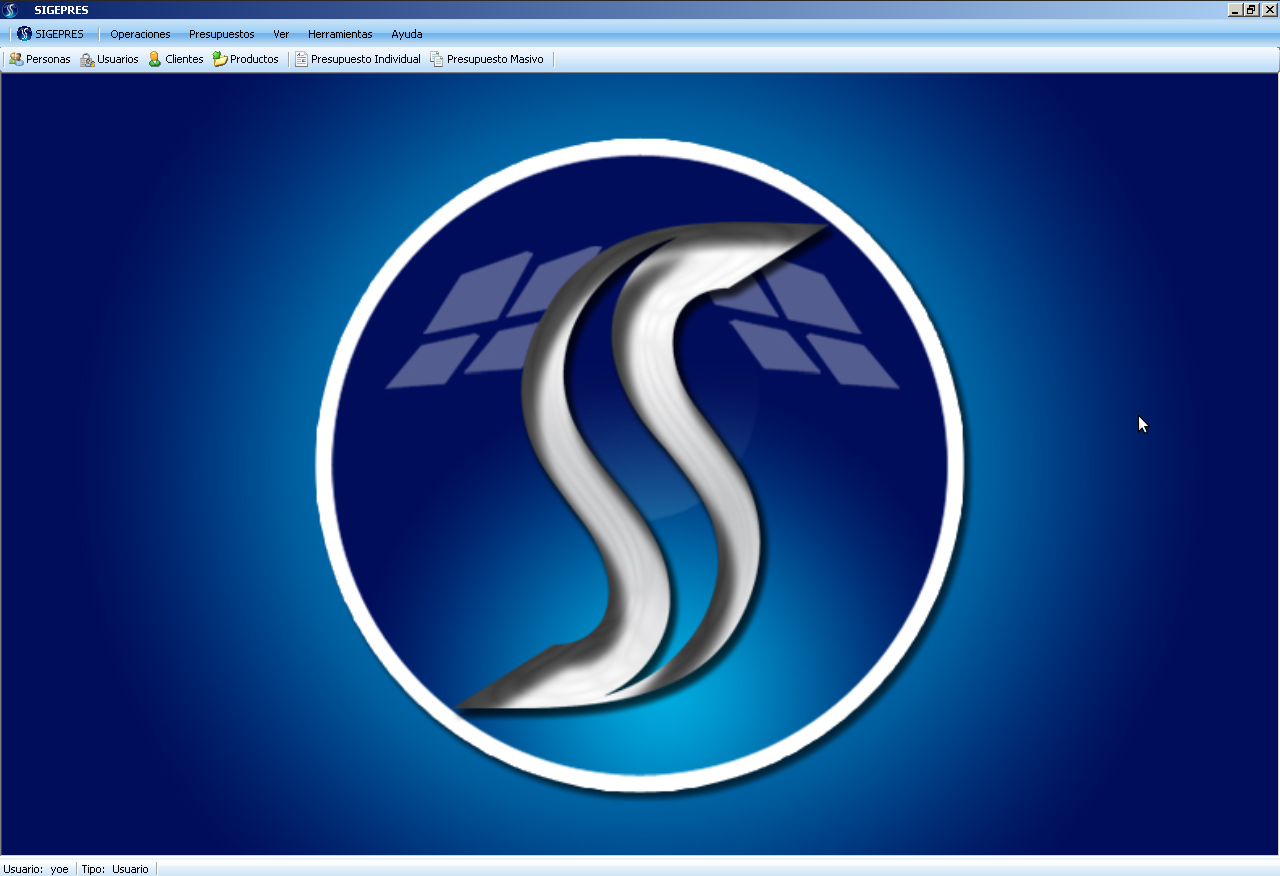 SIGEPRES
SIGEPRES Operaciones Presupuestos Ver Herramientas Ayuda
Personas Usuarios Clientes Productos Presupuesto Individual Presupuesto Masivo
Usuario: yoe Tipo: Usuario